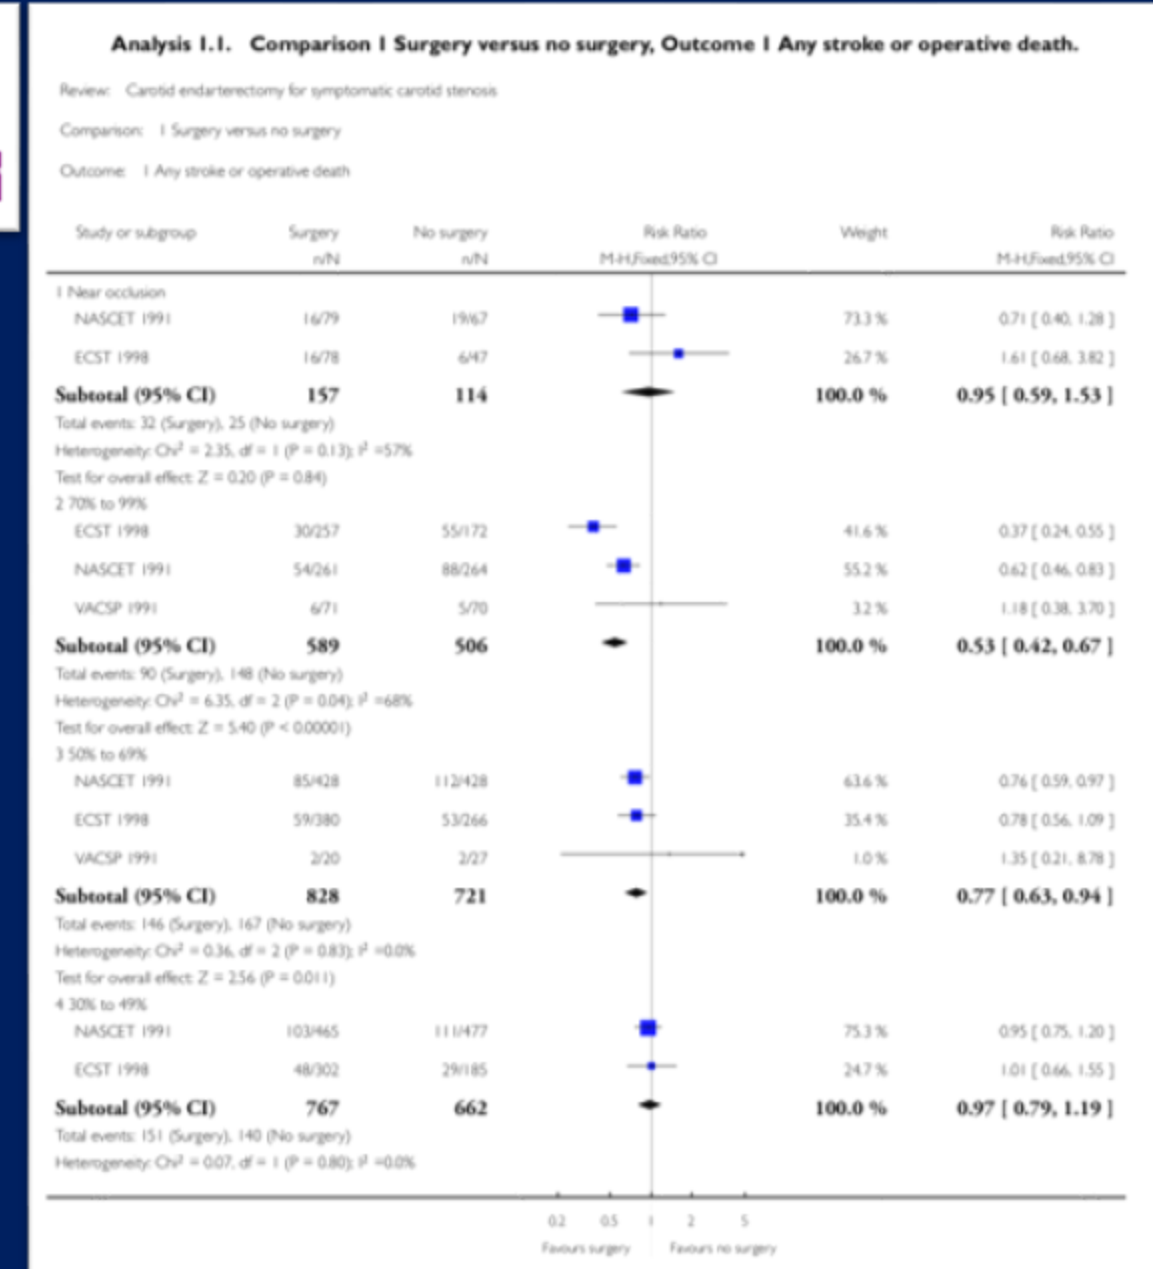 Analysis 1.1. Comparison 1 Surgery versus no surgery, Outcome 1 Any stroke or operative death.
Review: Carotid endarterectomy for symptomatic carotid stenosis
Comparison: 1 Surgery versus no surgery
Outcome: 1 Any stroke or operative death
Study or subgroup Surgery No surgery Risk Ratio Weight Risk Ratio
n/N n/N M-H,Fixed,95% CI M-H,Fixed,95% CI
1 Near occlusion
NASCET 1991 16/79 19/67 73.3 % 0.71 [ 0.40, 1.28 ]
ECST 1998 16/78 6/47 26.7 % 1.61 [ 0.68, 3.82 ]
Subtotal (95% CI) 157 114 100.0 % 0.95 [ 0.59, 1.53 ]
Total events: 32 (Surgery), 25 (No surgery)
Heterogeneity: Chi² = 2.35, df = 1 (P = 0.13); I² =57%
Test for overall effect: Z = 0.20 (P = 0.84)
2 70% to 99%
ECST 1998 30/257 55/172 41.6 % 0.37 [ 0.24, 0.55 ]
NASCET 1991 54/261 88/264 55.2 % 0.62 [ 0.46, 0.83 ]
VACSP 1991 6/71 5/70 3.2 % 1.18 [ 0.38, 3.70 ]
Subtotal (95% CI) 589 506 100.0 % 0.53 [ 0.42, 0.67 ]
Total events: 90 (Surgery), 148 (No surgery)
Heterogeneity: Chi² = 6.35, df = 2 (P = 0.04); I² =68%
Test for overall effect: Z = 5.40 (P < 0.00001)
3 50% to 69%
NASCET 1991 85/428 112/428 63.6 % 0.76 [ 0.59, 0.97 ]
ECST 1998 59/380 53/266 35.4 % 0.78 [ 0.56, 1.09 ]
VACSP 1991 2/20 2/27 1.0 % 1.35 [ 0.21, 8.78 ]
Subtotal (95% CI) 828 721 100.0 % 0.77 [ 0.63, 0.94 ]
Total events: 146 (Surgery), 167 (No surgery)
Heterogeneity: Chi² = 0.36, df = 2 (P = 0.83); I² =0.0%
Test for overall effect: Z = 2.56 (P = 0.011)
4 30% to 49%
NASCET 1991 103/465 111/477 75.3 % 0.95 [ 0.75, 1.20 ]
ECST 1998 48/302 29/185 24.7 % 1.01 [ 0.66, 1.55 ]
Subtotal (95% CI) 767 662 100.0 % 0.97 [ 0.79, 1.19 ]
Total events: 151 (Surgery), 140 (No surgery)
Heterogeneity: Chi² = 0.07, df = 1 (P = 0.80); I² =0.0%
0.2 0.5 1 2 5
Favours surgery Favours no surgery